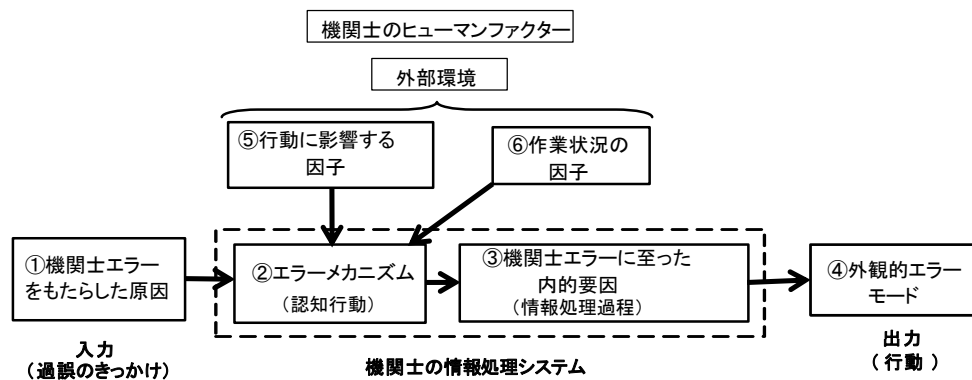 機関士のヒューマンファクター
外部環境
⑤行動に影響する
因子
⑥作業状況の
因子
①機関士エラー
をもたらした原因
②エラーメカニズム
(認知行動)
③機関士エラーに至った
内的要因
(情報処理過程)
④外観的エラー
モード
入力
(過誤のきっかけ)
機関士の情報処理システム
出力
(行動 )